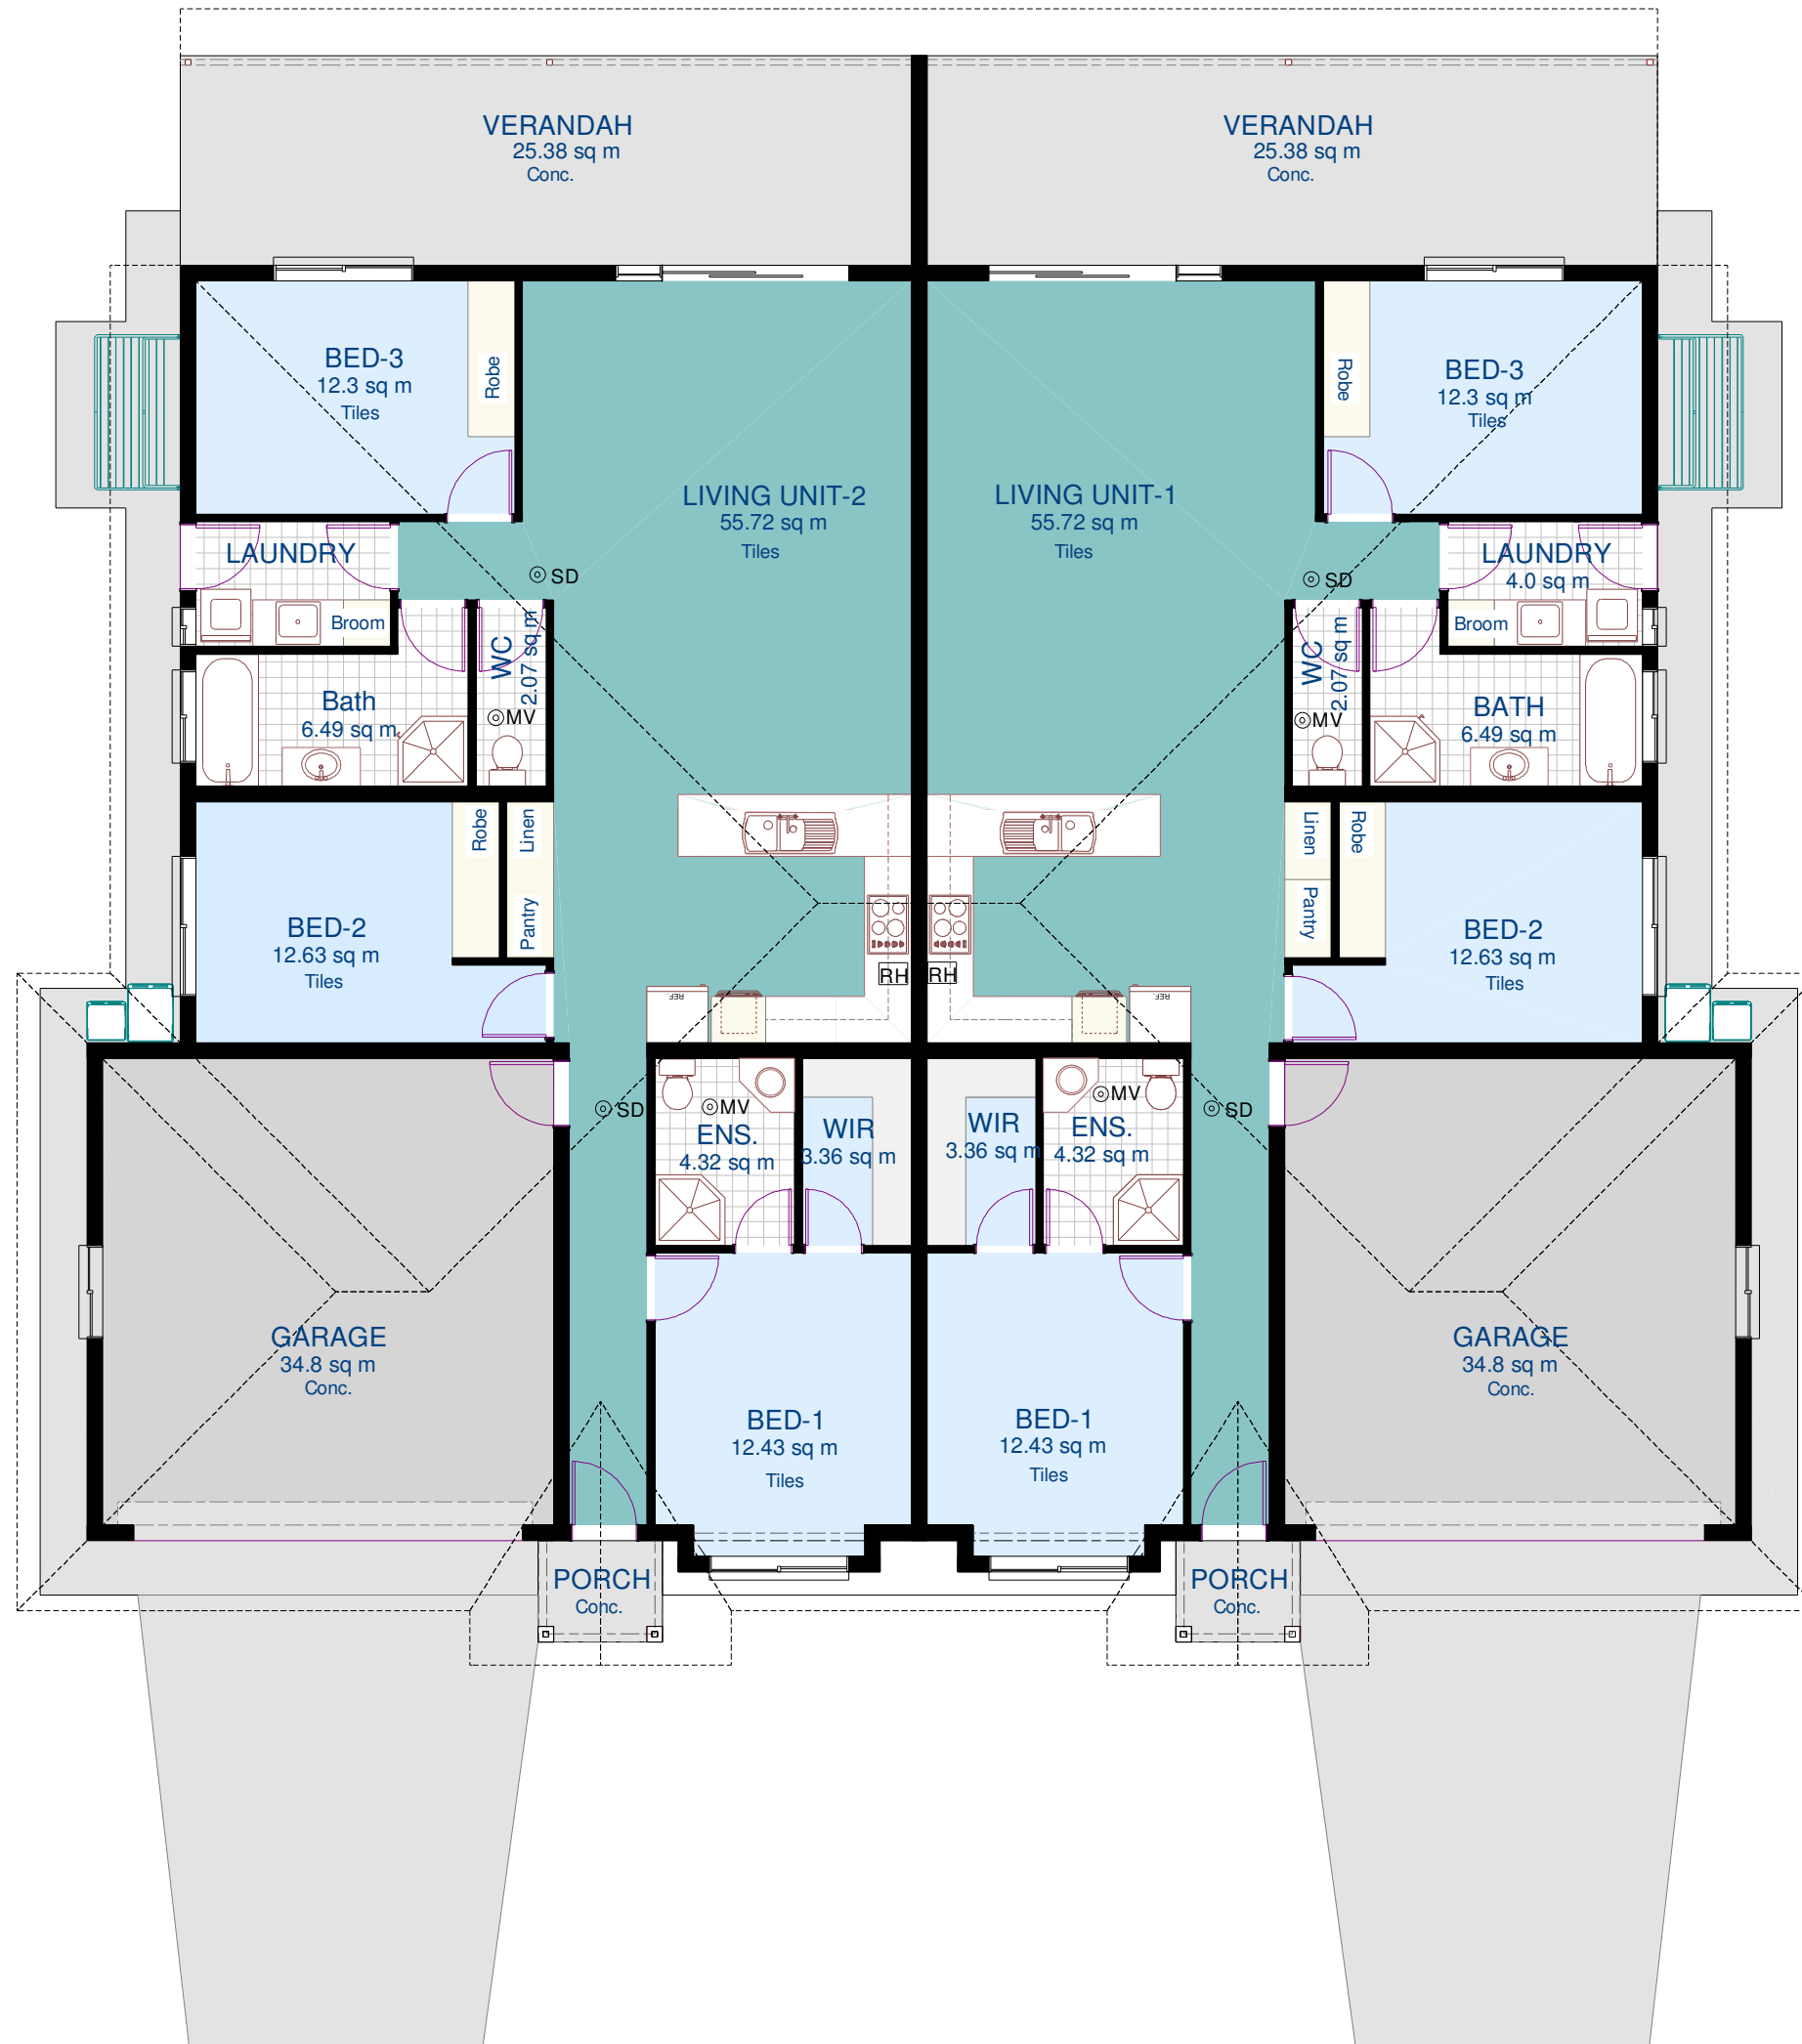 VERANDAH
25.38 sq m
Conc.
VERANDAH
25.38 sq m
Conc.
BED-3
12.3 sq m
Tiles
Robe
LIVING UNIT-2
55.72 sq m
Tiles
LIVING UNIT-1
55.72 sq m
Tiles
Robe
BED-3
12.3 sq m
Tiles
LAUNDRY
Broom
SD
SD
LAUNDRY
4.0 sq m
Broom
Bath
6.49 sq m
WC
2.07 sq m
MV
WC
2.07 sq m
MV
BATH
6.49 sq m
BED-2
12.63 sq m
Tiles
Robe
Linen
Pantry
Linen
Pantry
Robe
BED-2
12.63 sq m
Tiles
RH
RH
REF.
REF.
SD
MV
ENS.
4.32 sq m
WIR
3.36 sq m
WIR
3.36 sq m
MV
ENS.
4.32 sq m
SD
GARAGE
34.8 sq m
Conc.
BED-1
12.43 sq m
Tiles
BED-1
12.43 sq m
Tiles
GARAGE
34.8 sq m
Conc.
PORCH
Conc.
PORCH
Conc.